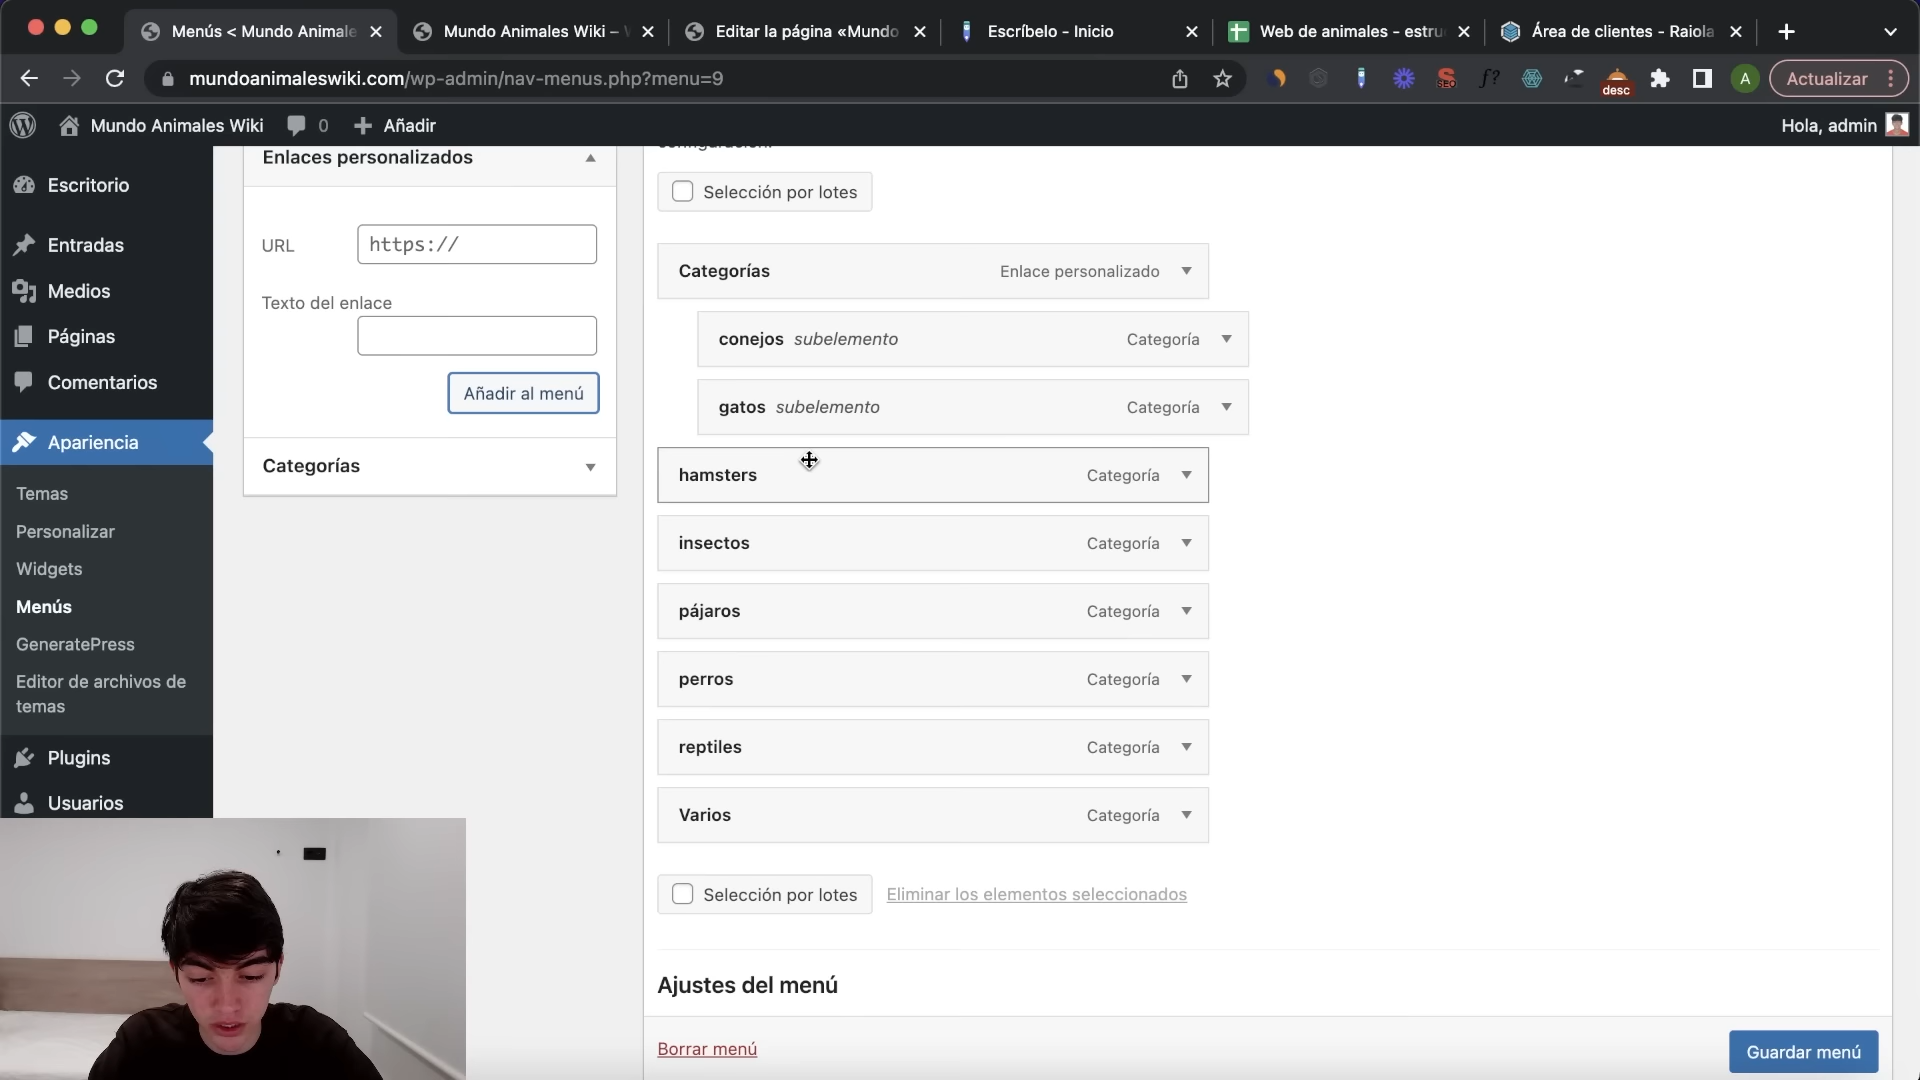 Menús < Mundo Animale
Mundo Animales Wiki –
Editar la página «Mundo
Escríbelo - Inicio
Web de animales - estru
Área de clientes - Raiola
mundoanimaleswiki.com/wp-admin/nav-menus.php?menu=9
SEO
f?
desc
A
Actualizar
Mundo Animales Wiki
0
Añadir
Hola, admin
Escritorio
Entradas
Medios
Páginas
Comentarios
Apariencia
Temas
Personalizar
Widgets
Menús
GeneratePress
Editor de archivos de
temas
Plugins
Usuarios
Enlaces personalizados
URL
https://
Texto del enlace
Añadir al menú
Categorías
Selección por lotes
Categorías Enlace personalizado
conejos subelemento Categoría
gatos subelemento Categoría
hamsters Categoría
insectos Categoría
pájaros Categoría
perros Categoría
reptiles Categoría
Varios Categoría
Selección por lotes Eliminar los elementos seleccionados
Ajustes del menú
Borrar menú
Guardar menú